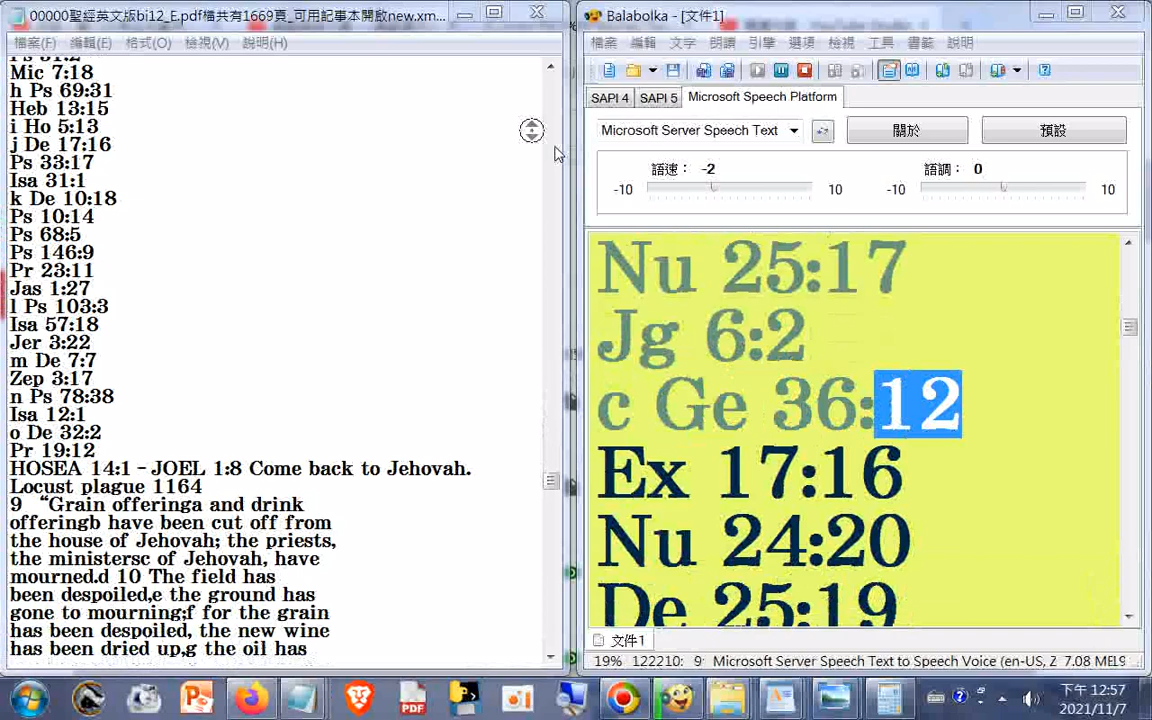 00000聖經英文版bi12_E.pdf檔共有1669頁_可用記事本開啟new.xm...
檔案(F) 編輯(E) 格式(O) 檢視(V) 說明(H)
Mic 7:18
h Ps 69:31
Heb 13:15
i Ho 5:13
j De 17:16
Ps 33:17
Isa 31:1
k De 10:18
Ps 10:14
Ps 68:5
Ps 146:9
Pr 23:11
Jas 1:27
l Ps 103:3
Isa 57:18
Jer 3:22
m De 7:7
Zep 3:17
n Ps 78:38
Isa 12:1
o De 32:2
Pr 19:12
HOSEA 14:1–JOEL 1:8 Come back to Jehovah.
Locust plague 1164
9 “Grain offeringa and drink
offeringb have been cut off from
the house of Jehovah; the priests,
the ministersc of Jehovah, have
mourned.d 10 The field has
been despoiled,e the ground has
gone to mourning;f for the grain
has been despoiled, the new wine
has been dried up,g the oil has
Balabolka - [文件1]
檔案 編輯 文字 朗讀 引擎 選項 檢視 工具 書籤 說明
SAPI 4 SAPI 5 Microsoft Speech Platform
Microsoft Server Speech Text 關於 預設
語速： -2 語調： 0
-10 10 -10 10
Nu 25:17
Jg 6:2
c Ge 36:12
Ex 17:16
Nu 24:20
De 25:19
文件1
19% 122210: 9 Microsoft Server Speech Text to Speech Voice (en-US, Z 7.08 ME
下午 12:57
2021/11/7